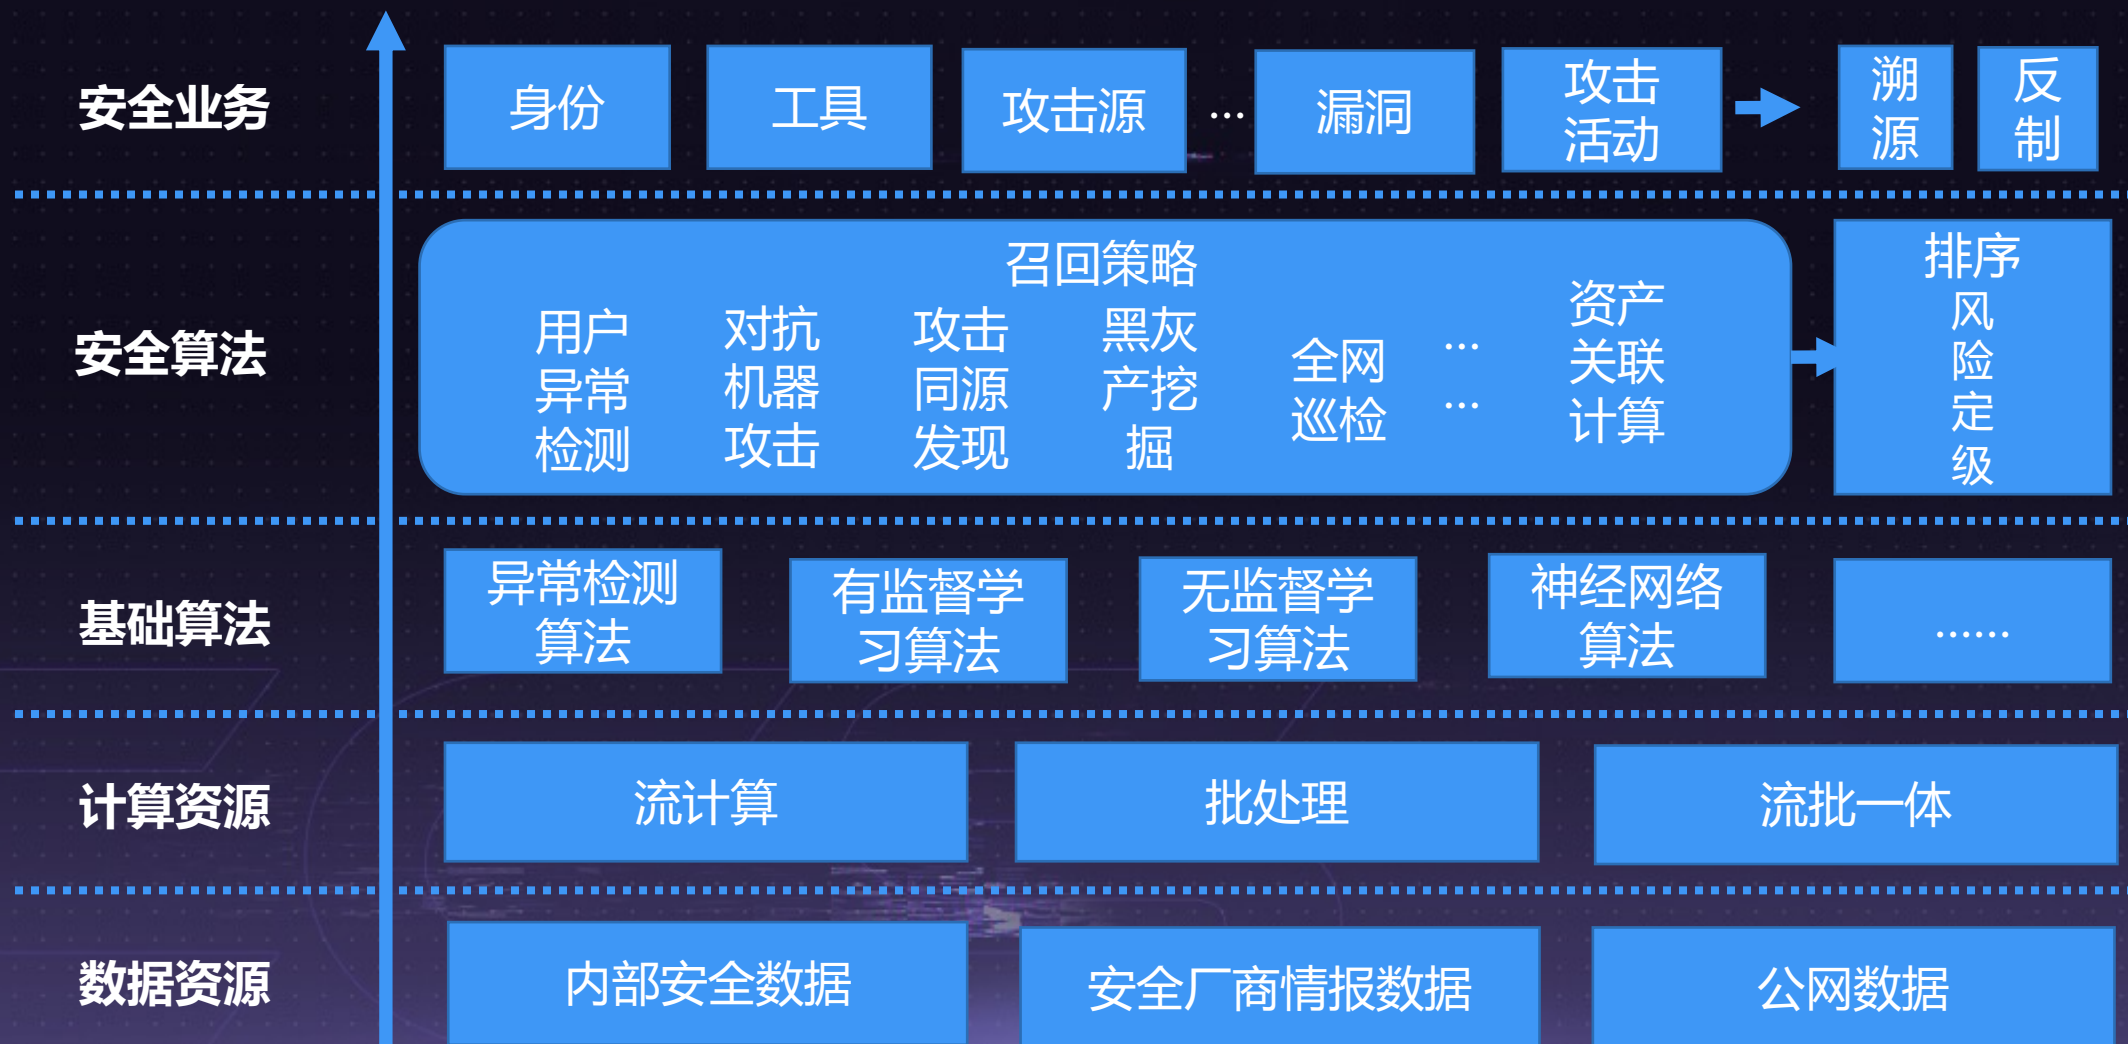 安全业务
身份
工具
攻击源
...
漏洞
攻击
活动
溯
源
反
制
安全算法
召回策略
用户
异常
检测
对抗
机器
攻击
攻击
同源
发现
黑灰
产挖
掘
全网
巡检
...
...
资产
关联
计算
排序
风
险
定
级
基础算法
异常检测
算法
有监督学
习算法
无监督学
习算法
神经网络
算法
......
计算资源
流计算
批处理
流批一体
数据资源
内部安全数据
安全厂商情报数据
公网数据